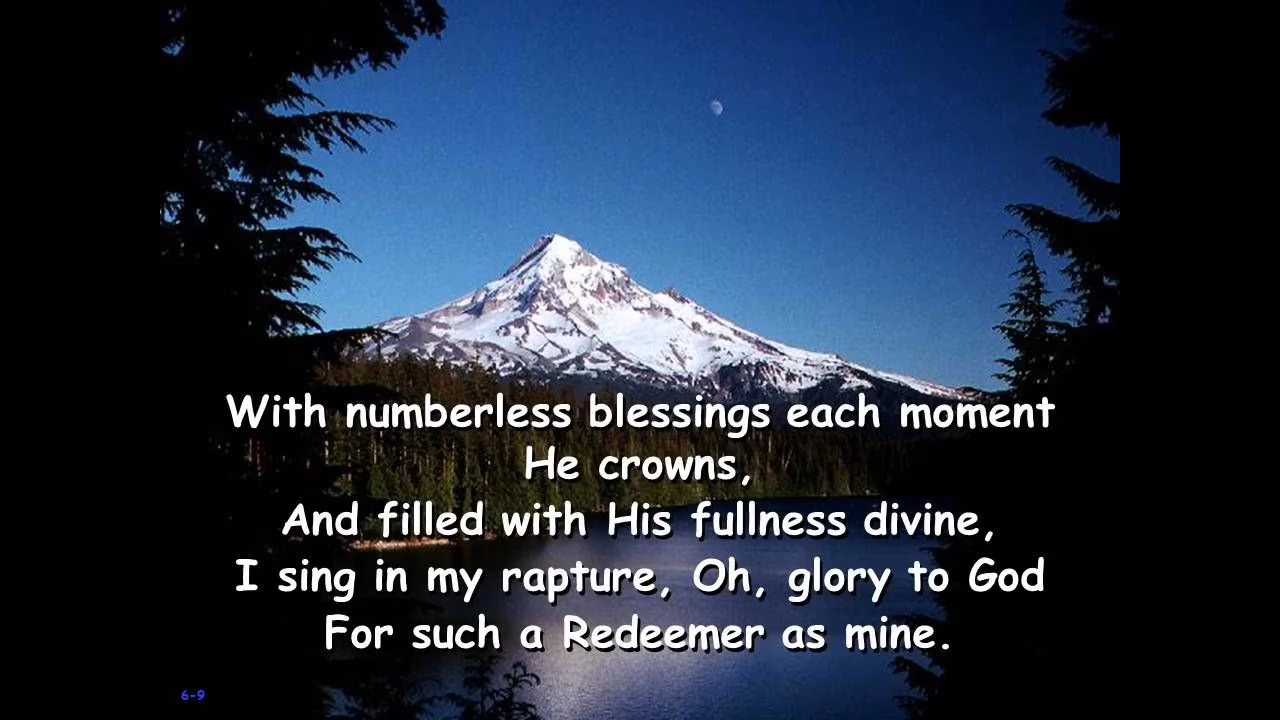 With numberless blessings each moment
He crowns,
And filled with His fullness divine,
I sing in my rapture, Oh, glory to God
For such a Redeemer as mine.
6-9